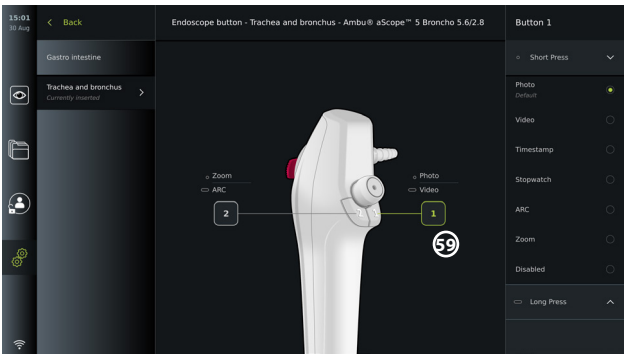 15:01
30 Aug
Back
Endoscope button - Trachea and bronchus - Ambu® aScope™ 5 Broncho 5.6/2.8
Button 1
Gastro intestine
Trachea and bronchus
Currently inserted
Short Press
Photo
Default
Video
Timestamp
Stopwatch
ARC
Zoom
Disabled
Long Press
Zoom
ARC
2
Photo
Video
1
59
2
1